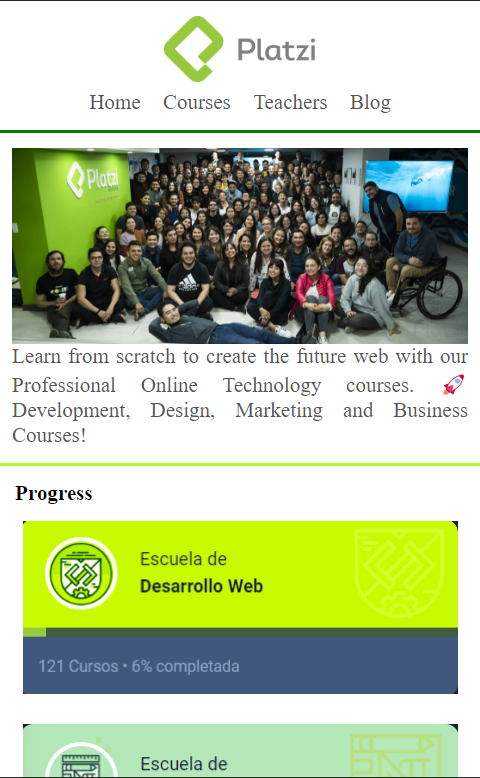 Platzi
Home Courses Teachers Blog
Platzi
Learn from scratch to create the future web with our
Professional Online Technology courses. 🚀
Development, Design, Marketing and Business
Courses!
Progress
Escuela de
Desarrollo Web
121 Cursos • 6% completada
Escuela de